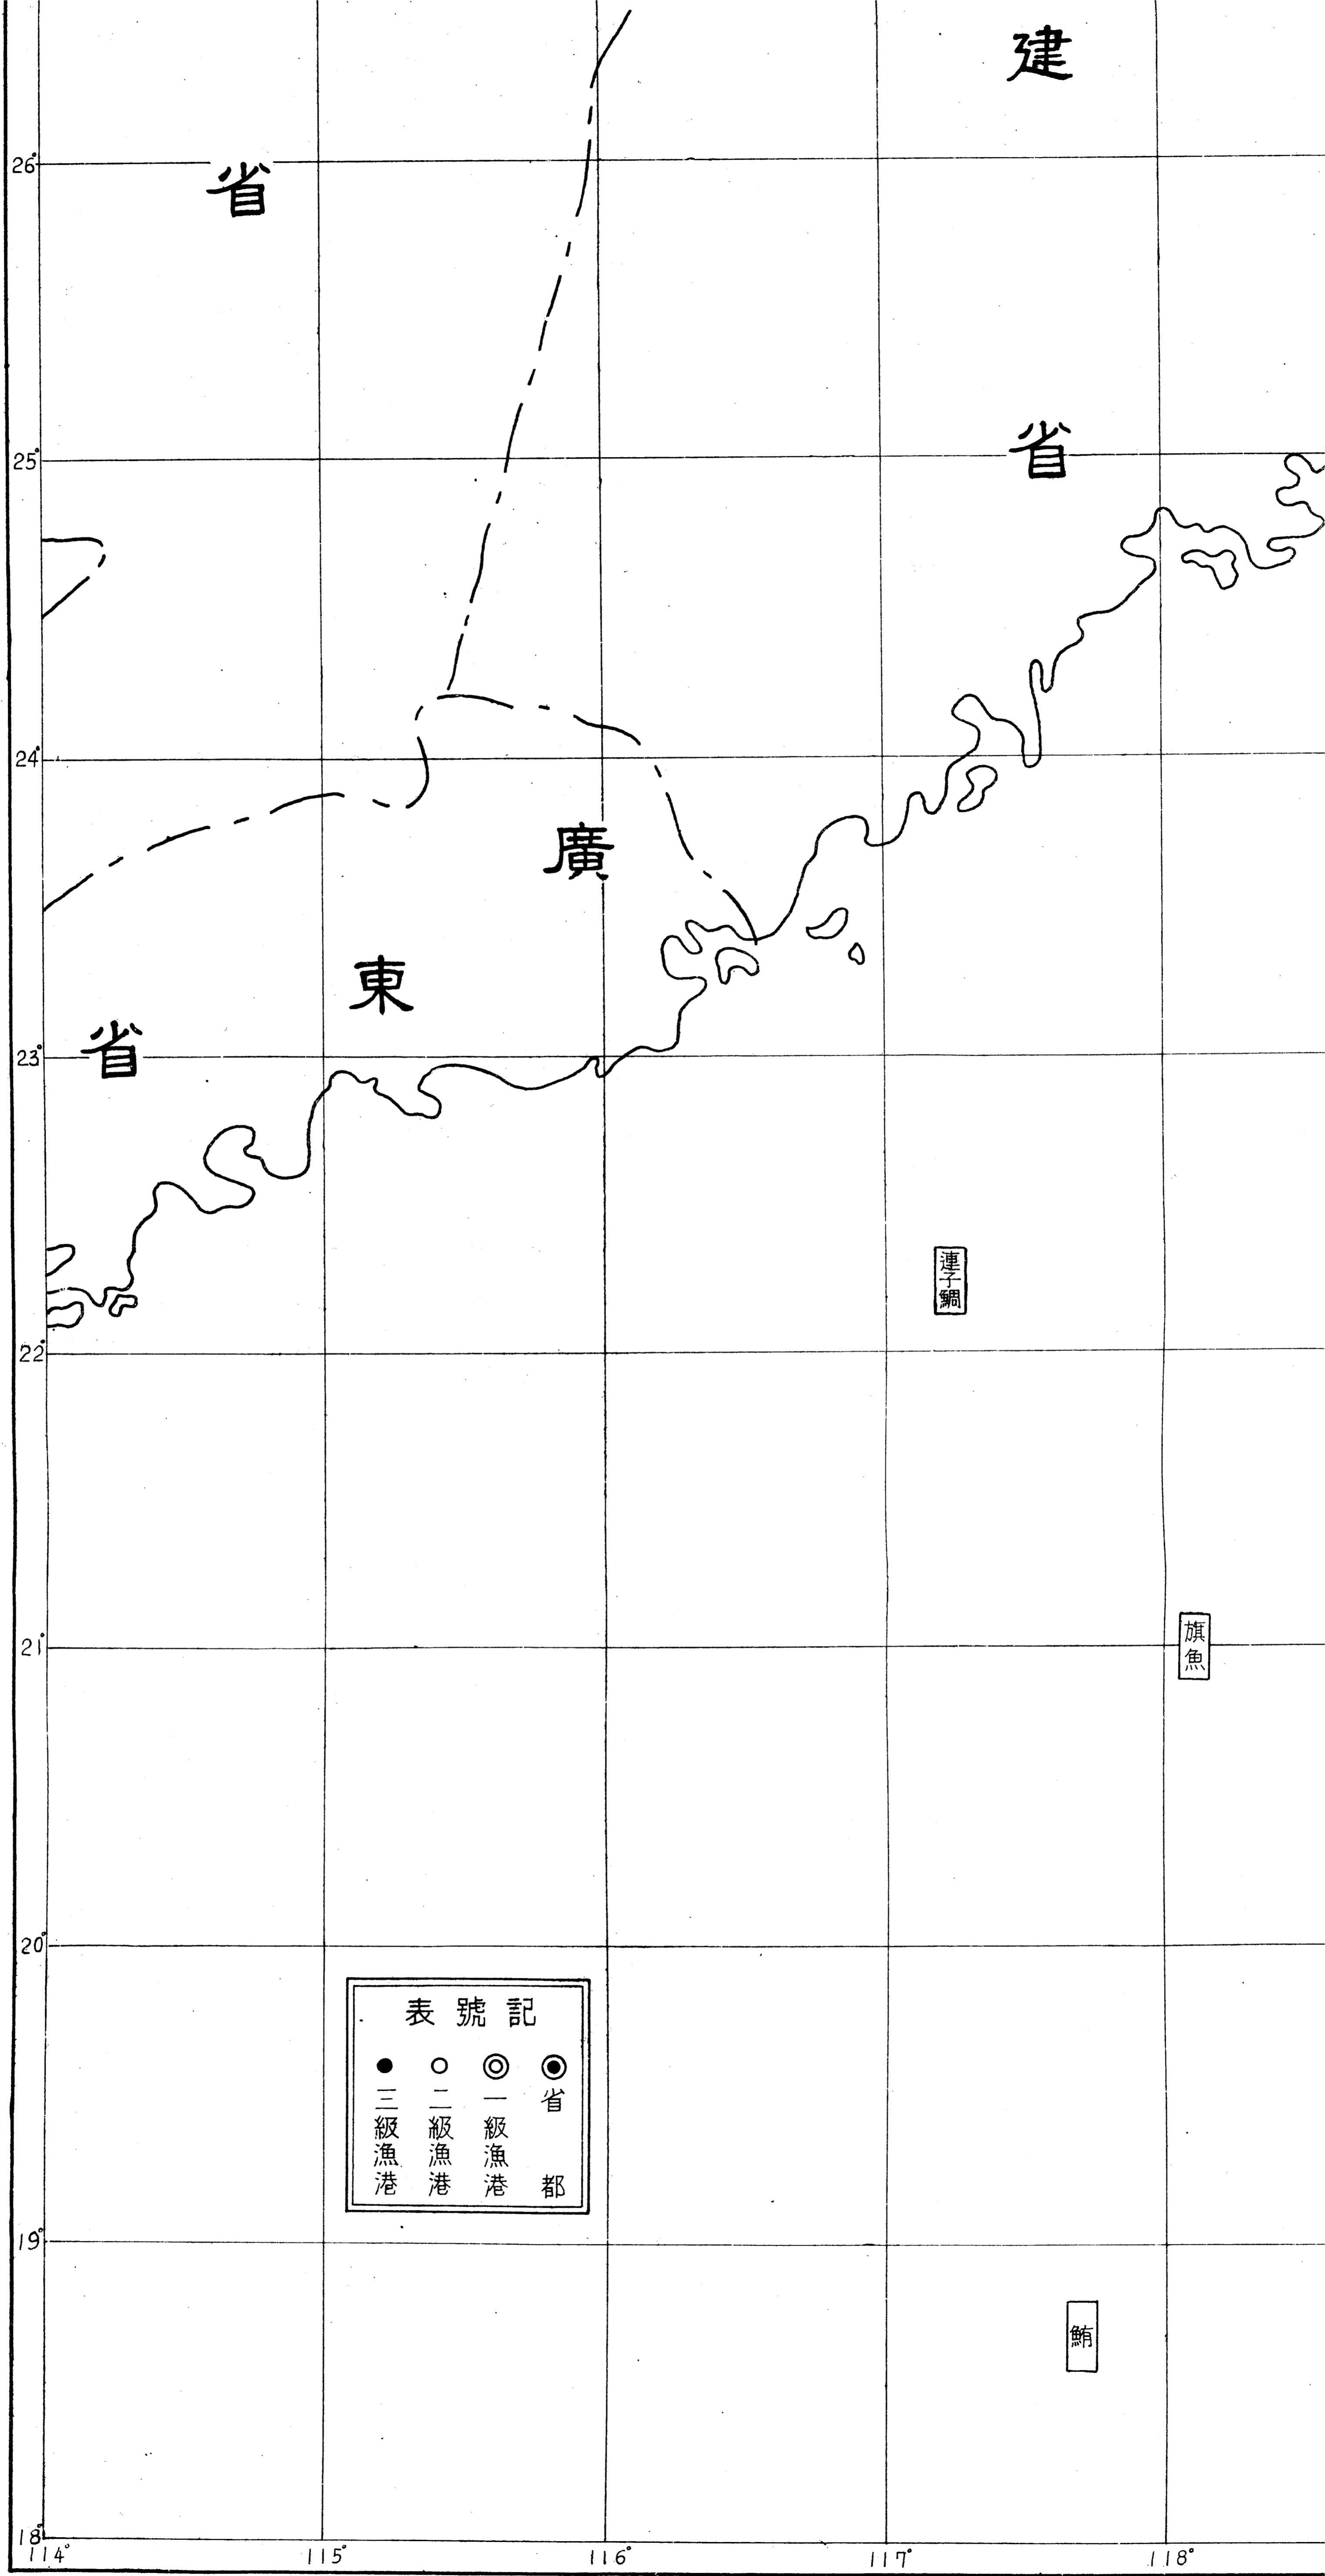 建
省
省
廣
東
省
連子鯛
旗魚
鮪
記號表
省都
一級漁港
二級漁港
三級漁港
26°
25°
24°
23°
22°
21°
20°
19°
18°
114°
115°
116°
117°
118°